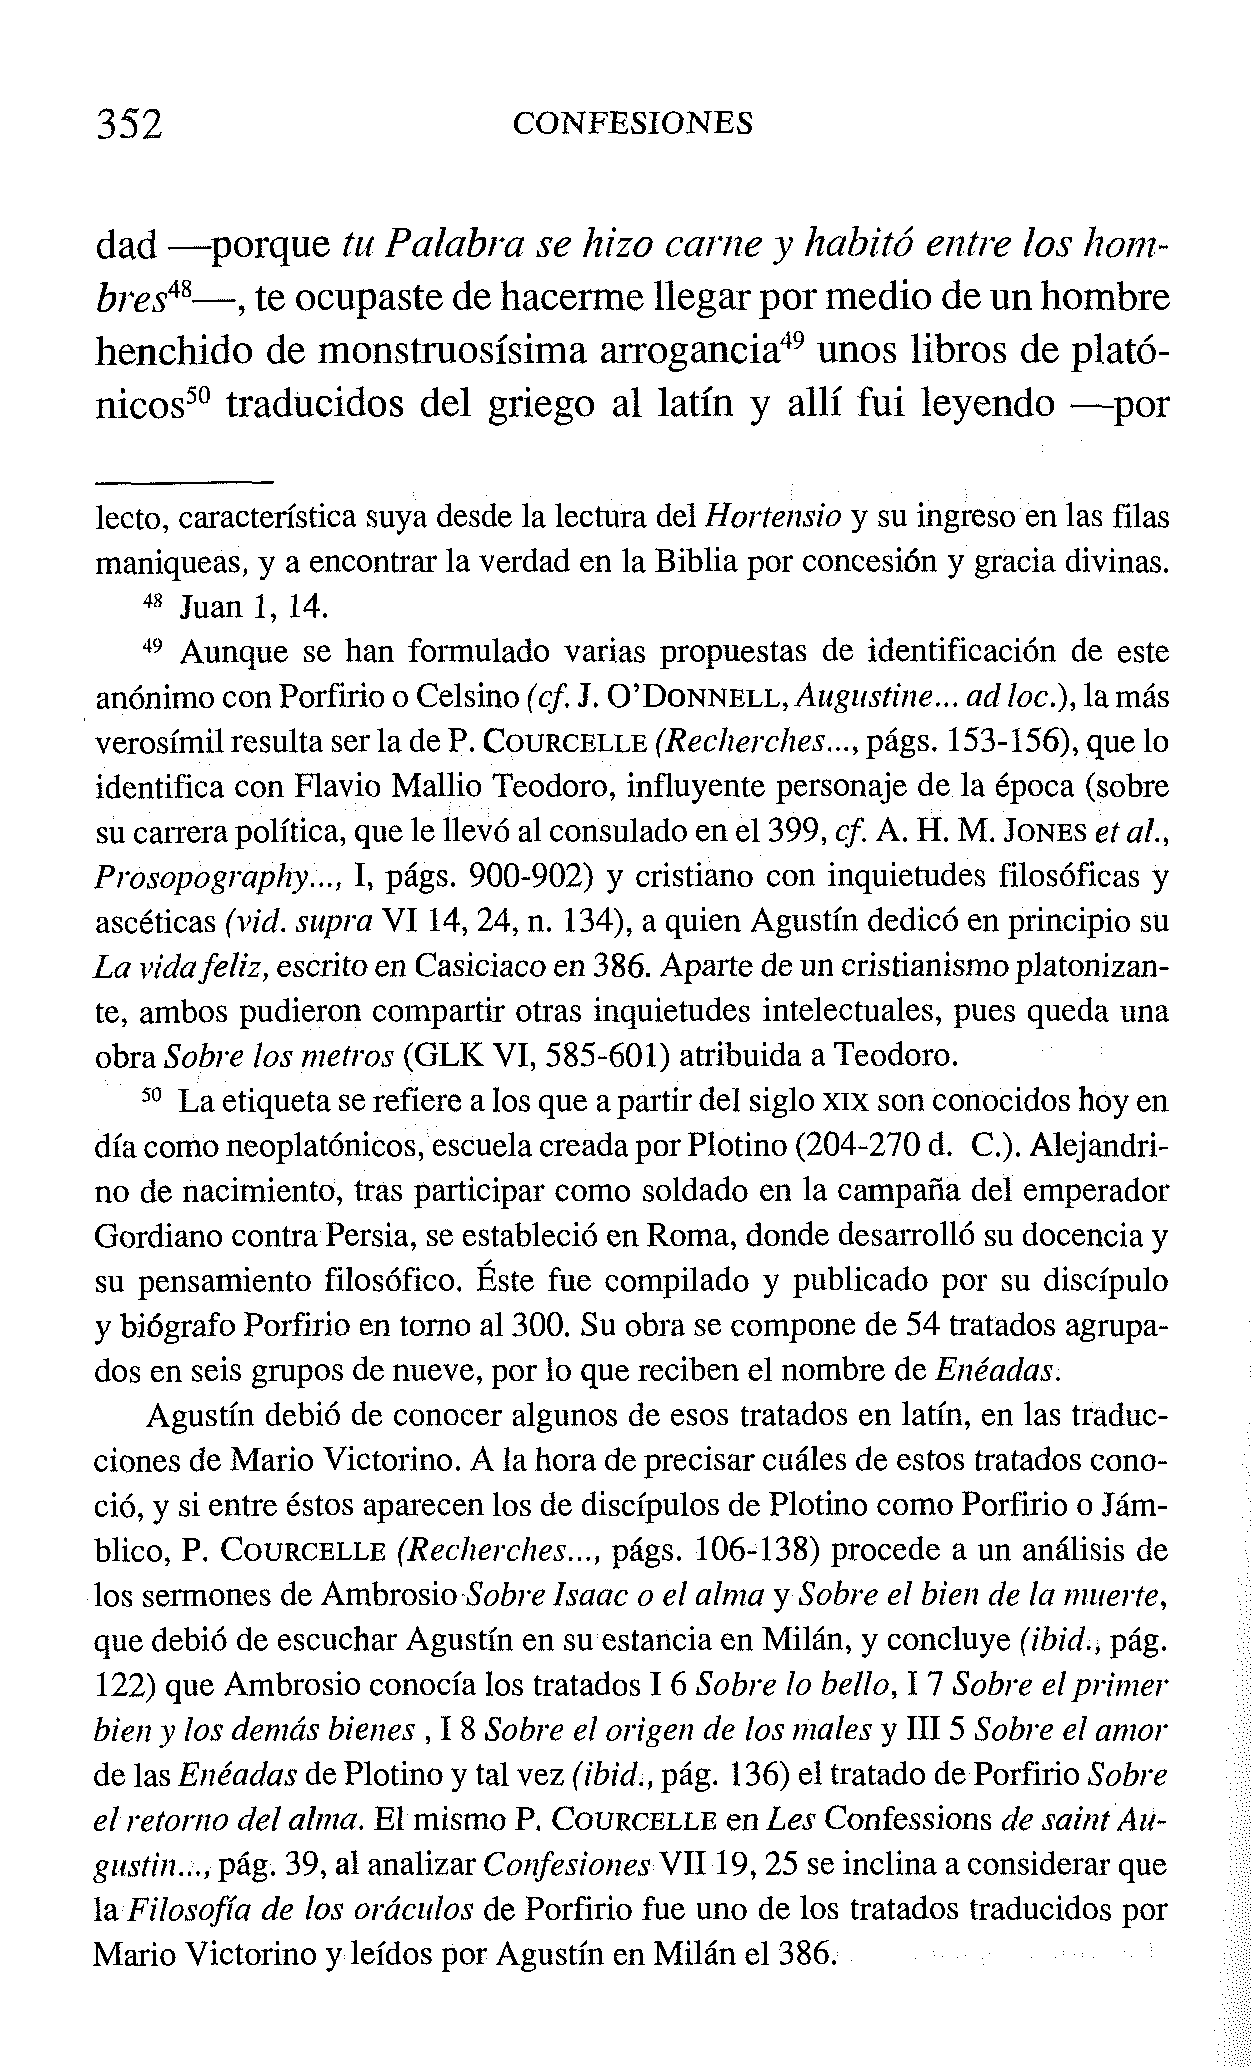 352 CONFESIONES
dad —porque tu Palabra se hizo carne y habitó entre los hom-
bres48—, te ocupaste de hacerme llegar por medio de un hombre
henchido de monstruosísima arrogancia49 unos libros de plató-
nicos50 traducidos del griego al latín y allí fui leyendo —por
lecto, característica suya desde la lectura del Hortensio y su ingreso en las filas
maniqueas, y a encontrar la verdad en la Biblia por concesión y gracia divinas.
48 Juan 1, 14.
49 Aunque se han formulado varias propuestas de identificación de este
anónimo con Porfirio o Celsino (cf. J. O'DONNELL, Augustine... ad loc.), la más
verosímil resulta ser la de P. COURCELLE (Recherches..., págs. 153-156), que lo
identifica con Flavio Mallio Teodoro, influyente personaje de la época (sobre
su carrera política, que le llevó al consulado en el 399, cf. A. H. M. JONES et al.,
Prosopography..., I, págs. 900-902) y cristiano con inquietudes filosóficas y
ascéticas (vid. supra VI 14, 24, n. 134), a quien Agustín dedicó en principio su
La vida feliz, escrito en Casiciaco en 386. Aparte de un cristianismo platonizan-
te, ambos pudieron compartir otras inquietudes intelectuales, pues queda una
obra Sobre los metros (GLK VI, 585-601) atribuida a Teodoro.
50 La etiqueta se refiere a los que a partir del siglo XIX son conocidos hoy en
día como neoplatónicos, escuela creada por Plotino (204-270 d. C.). Alejandri-
no de nacimiento, tras participar como soldado en la campaña del emperador
Gordiano contra Persia, se estableció en Roma, donde desarrolló su docencia y
su pensamiento filosófico. Éste fue compilado y publicado por su discípulo
y biógrafo Porfirio en torno al 300. Su obra se compone de 54 tratados agrupa-
dos en seis grupos de nueve, por lo que reciben el nombre de Enéadas.
Agustín debió de conocer algunos de esos tratados en latín, en las traduc-
ciones de Mario Victorino. A la hora de precisar cuáles de estos tratados cono-
ció, y si entre éstos aparecen los de discípulos de Plotino como Porfirio o Jám-
blico, P. COURCELLE (Recherches..., págs. 106-138) procede a un análisis de
los sermones de Ambrosio Sobre Isaac o el alma y Sobre el bien de la muerte,
que debió de escuchar Agustín en su estancia en Milán, y concluye (ibid., pág.
122) que Ambrosio conocía los tratados I 6 Sobre lo bello, I 7 Sobre el primer
bien y los demás bienes , I 8 Sobre el origen de los males y III 5 Sobre el amor
de las Enéadas de Plotino y tal vez (ibid., pág. 136) el tratado de Porfirio Sobre
el retorno del alma. El mismo P. COURCELLE en Les Confessions de saint Au-
gustin..., pág. 39, al analizar Confesiones VII 19, 25 se inclina a considerar que
la Filosofía de los oráculos de Porfirio fue uno de los tratados traducidos por
Mario Victorino y leídos por Agustín en Milán el 386.